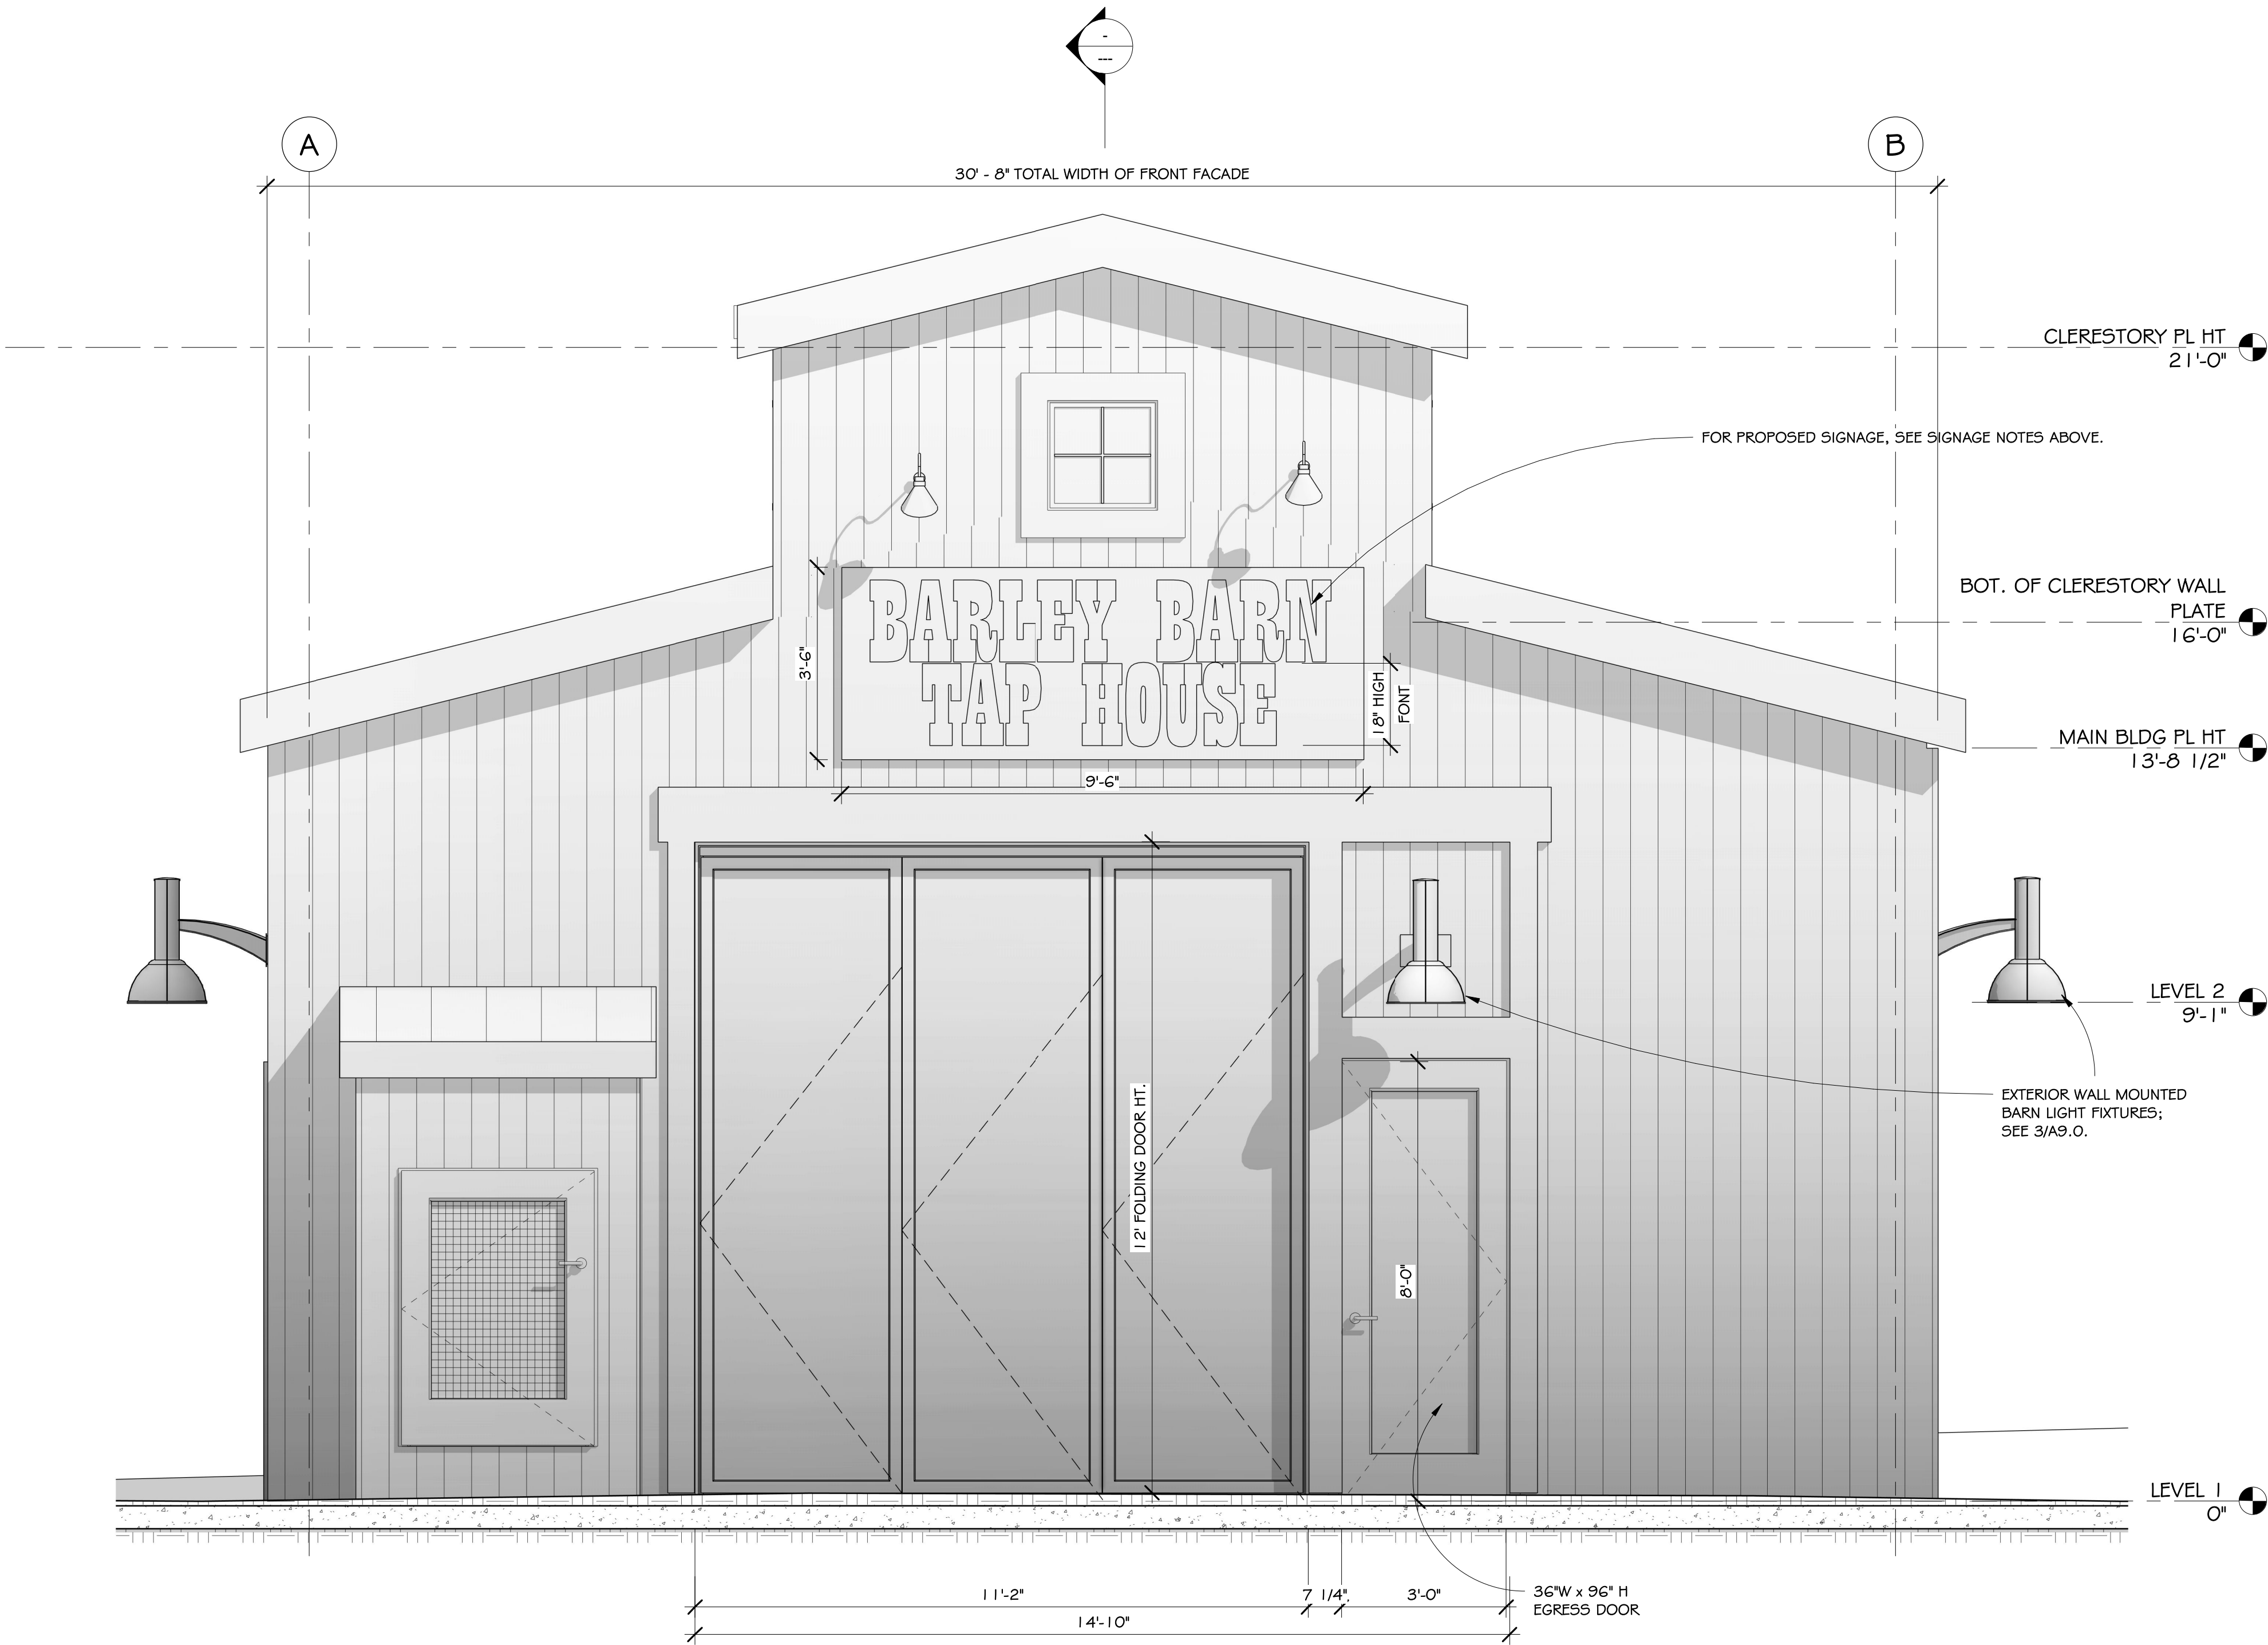 -
---
A
B
30' - 8" TOTAL WIDTH OF FRONT FACADE
CLERESTORY PL HT
21'-0"
FOR PROPOSED SIGNAGE, SEE SIGNAGE NOTES ABOVE.
BOT. OF CLERESTORY WALL
PLATE
16'-0"
BARLEY BARN
TAP HOUSE
3'-6"
18" HIGH
FONT
9'-6"
MAIN BLDG PL HT
13'-8 1/2"
LEVEL 2
9'-1"
EXTERIOR WALL MOUNTED
BARN LIGHT FIXTURES;
SEE 3/A9.0.
12' FOLDING DOOR HT.
8'-0"
LEVEL 1
0"
11'-2"
7 1/4"
3'-0"
36"W x 96" H
EGRESS DOOR
14'-10"